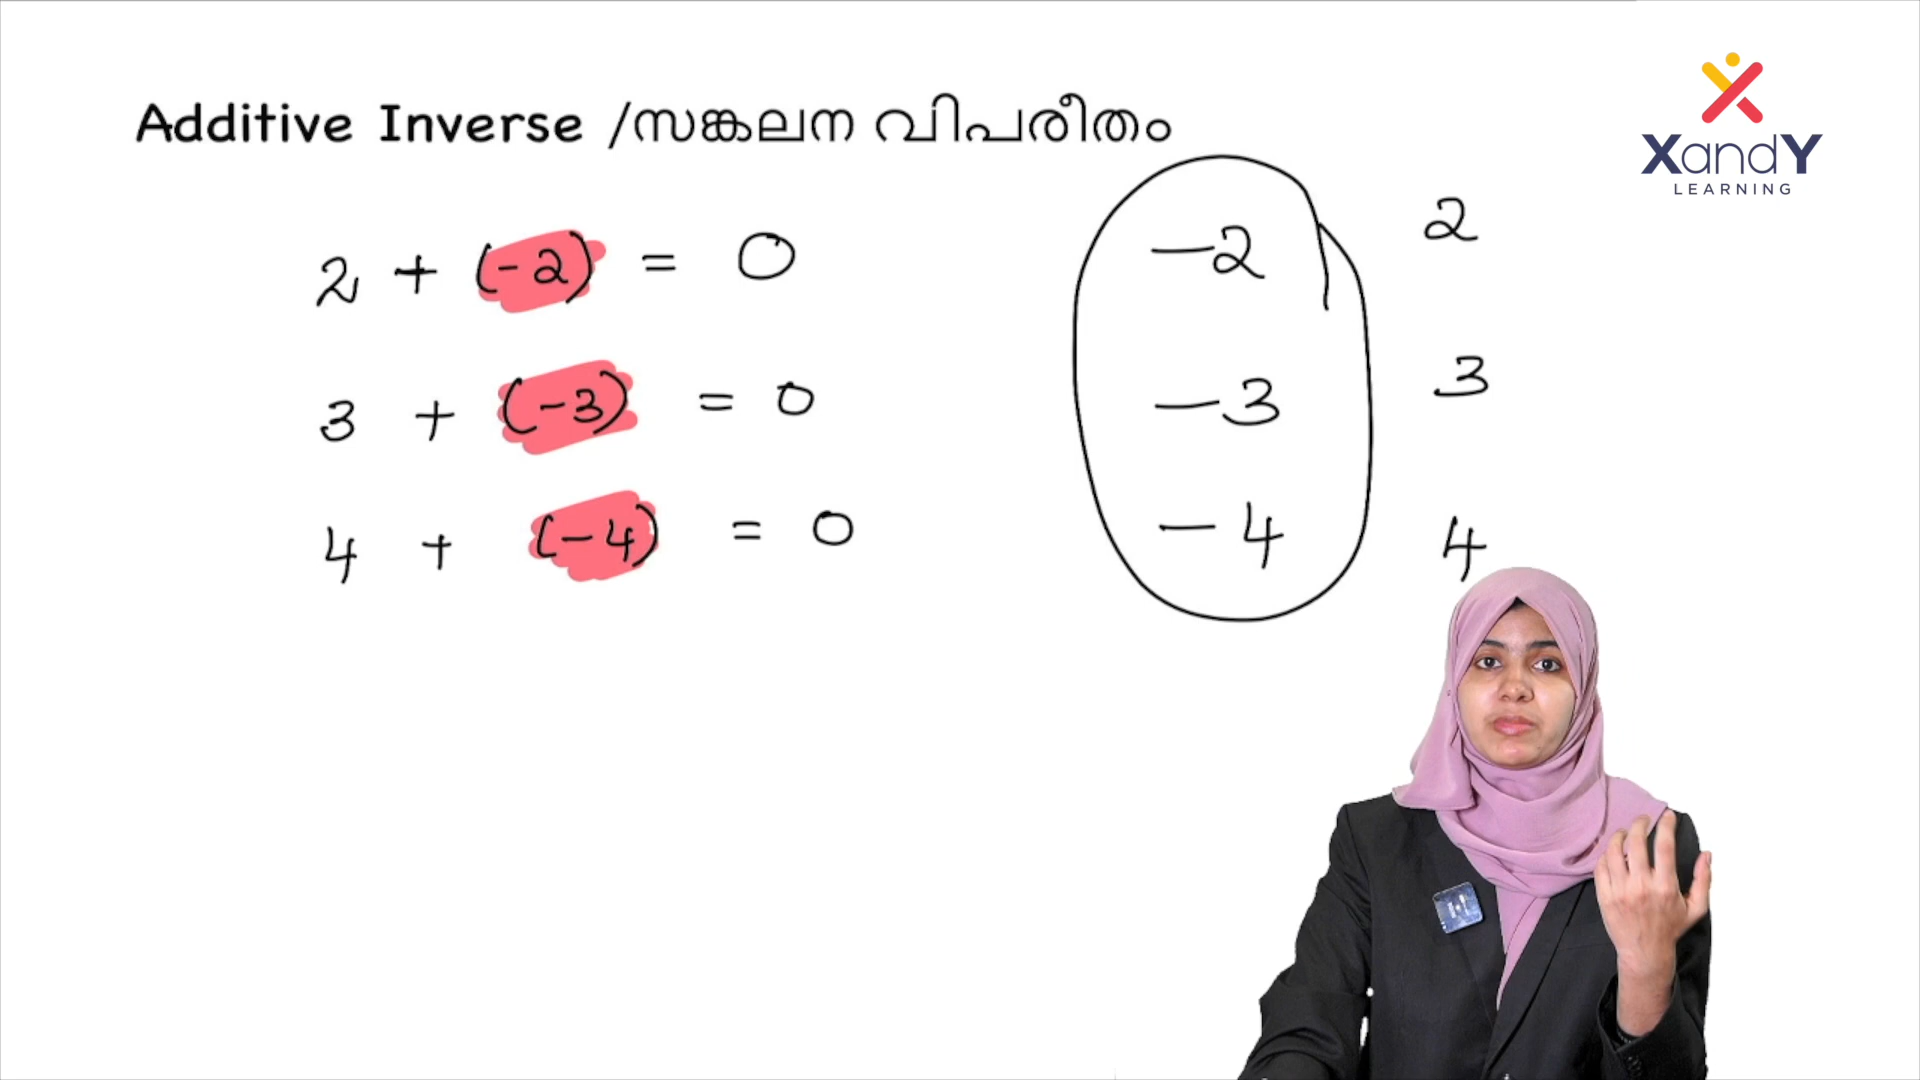 Additive Inverse /സങ്കലന വിപരീതം
XandY
LEARNING
2 + (-2) = 0
3 + (-3) = 0
4 + (-4) = 0
-2 2
-3 3
-4 4